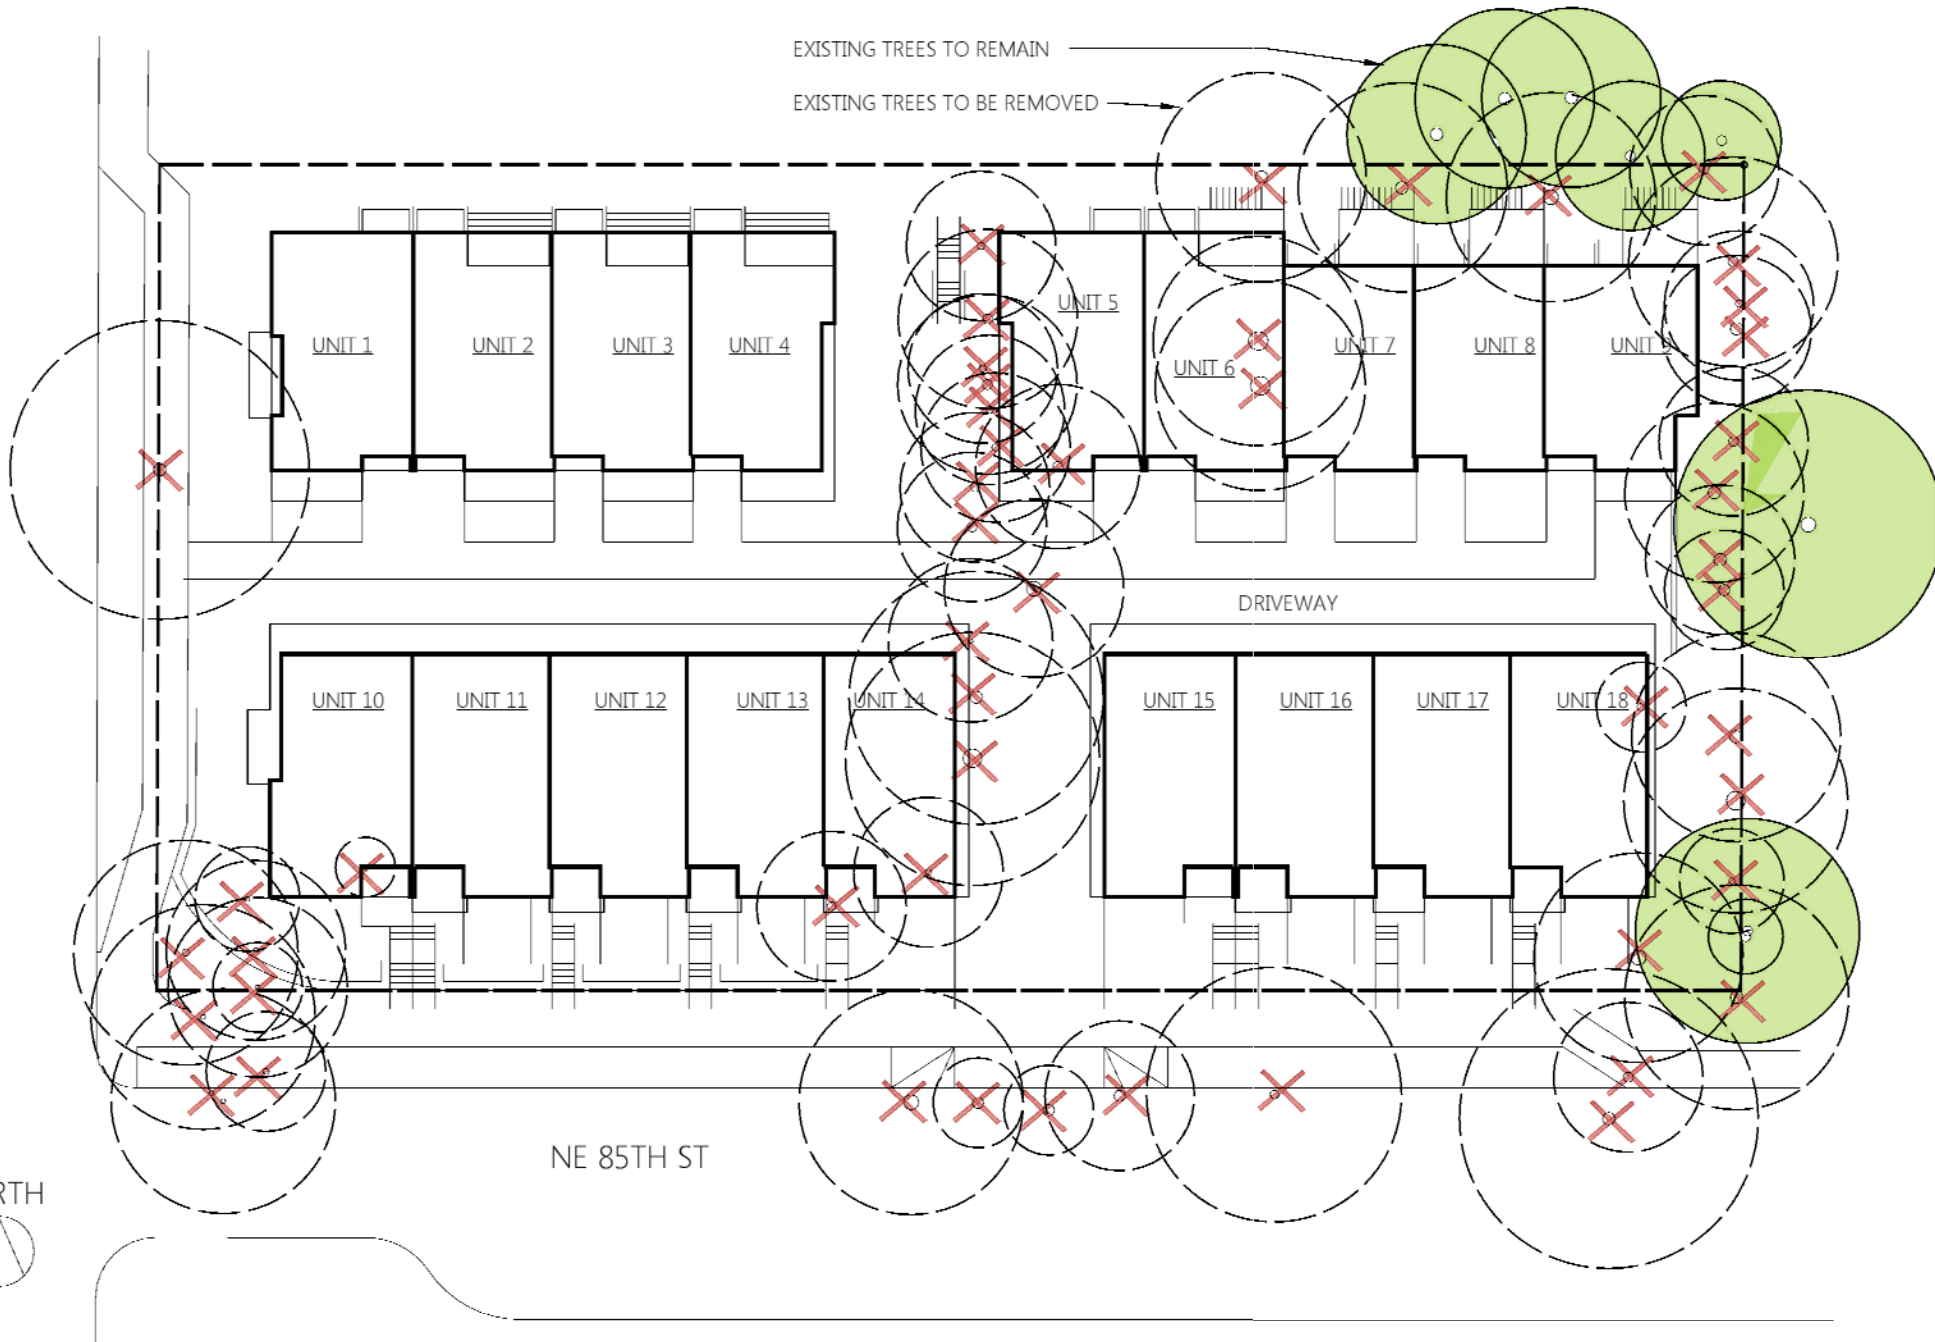 EXISTING TREES TO REMAIN
EXISTING TREES TO BE REMOVED
UNIT 1
UNIT 2
UNIT 3
UNIT 4
UNIT 5
UNIT 6
UNIT 7
UNIT 8
UNIT 9
DRIVEWAY
UNIT 10
UNIT 11
UNIT 12
UNIT 13
UNIT 14
UNIT 15
UNIT 16
UNIT 17
UNIT 18
NE 85TH ST
RTH